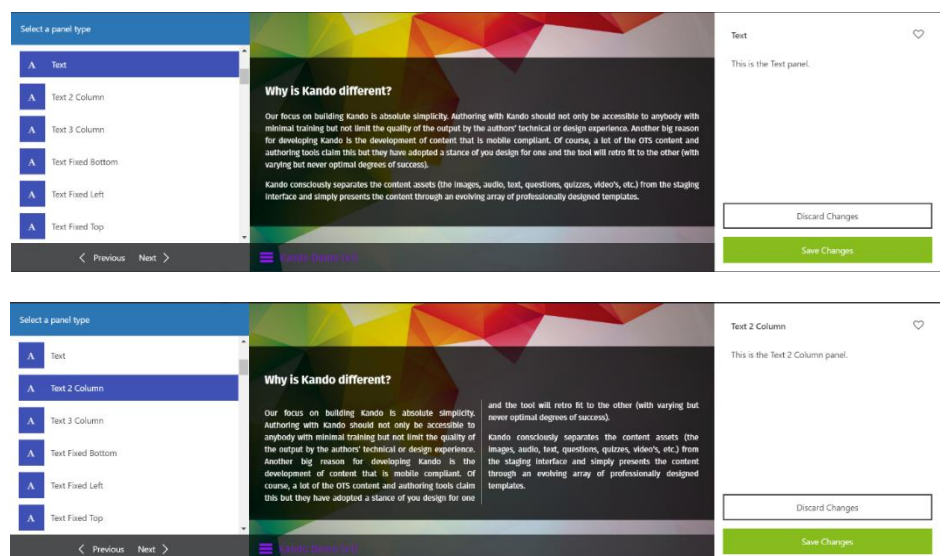 Select a panel type
A Text
A Text 2 Column
A Text 3 Column
A Text Fixed Bottom
A Text Fixed Left
A Text Fixed Top
Previous Next
Why is Kando different?
Our focus on building Kando is absolute simplicity. Authoring with Kando should not only be accessible to anybody with
minimal training but not limit the quality of the output by the authors' technical or design experience. Another big reason
for developing Kando is the development of content that is mobile compliant. Of course, a lot of the OTS content and
authoring tools claim this but they have adopted a stance of you design for one and the tool will retro fit to the other (with
varying but never optimal degrees of success).
Kando consciously separates the content assets (the images, audio, text, questions, quizzes, video's, etc.) from the staging
interface and simply presents the content through an evolving array of professionally designed templates.
Kando Demo
Text
This is the Text panel.
Discard Changes
Save Changes
Select a panel type
A Text
A Text 2 Column
A Text 3 Column
A Text Fixed Bottom
A Text Fixed Left
A Text Fixed Top
Previous Next
Why is Kando different?
Our focus on building Kando is absolute simplicity.
Authoring with Kando should not only be accessible to
anybody with minimal training but not limit the quality of
the output by the authors' technical or design experience.
Another big reason for developing Kando is the
development of content that is mobile compliant. Of
course, a lot of the OTS content and authoring tools claim
this but they have adopted a stance of you design for one
and the tool will retro fit to the other (with varying but
never optimal degrees of success).
Kando consciously separates the content assets (the
images, audio, text, questions, quizzes, video's, etc.) from
the staging interface and simply presents the content
through an evolving array of professionally designed
templates.
Kando Demo
Text 2 Column
This is the Text 2 Column panel.
Discard Changes
Save Changes